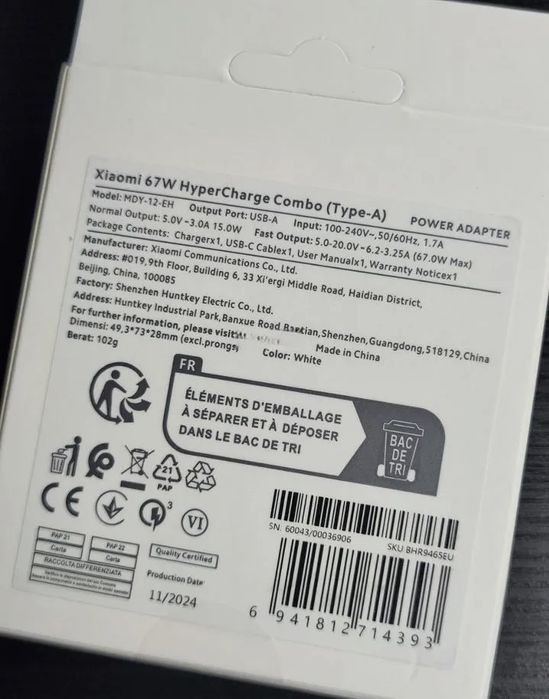 Xiaomi 67W HyperCharge Combo (Type-A) POWER ADAPTER
Model: MDY-12-EH Output Port: USB-A Input: 100-240V~,50/60Hz, 1.7A
Normal Output: 5.0V⎓3.0A 15.0W Fast Output: 5.0-20.0V⎓6.2-3.25A (67.0W Max)
Package Contents: Chargerx1, USB-C Cablex1, User Manualx1, Warranty Noticex1
Manufacturer: Xiaomi Communications Co., Ltd.
Address: #019,9th Floor, Building 6, 33 Xi'ergi Middle Road, Haidian District,
Beijing, China, 100085
Factory: Shenzhen Huntkey Electric Co., Ltd.
Address: Huntkey Industrial Park,Banxue Road Bantian,Shenzhen,Guangdong,518129,China
For further information, please visit: Made in China
Dimensi: 49,3*73*28mm (excl.prongs) Color: White
Berat: 102g
FR
ÉLÉMENTS D'EMBALLAGE
À SÉPARER ET À DÉPOSER
DANS LE BAC DE TRI
BAC
DE
TRI
21
PAP
CE
3
VI
PAP 21
PAP 22
Carta
Carta
RACCOLTA DIFFERENZIATA
Quality Certified
Production Date
11/2024
SN: 60043/00036906
SKU BHR9465EU
6 941812 714393